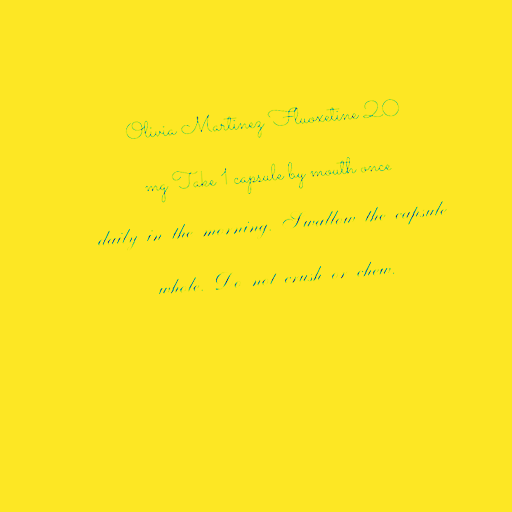 Olivia Martinez Fluoxetine 20
mg Take 1 capsule by mouth once
daily in the morning. Swallow the capsule
whole. Do not crush or chew.